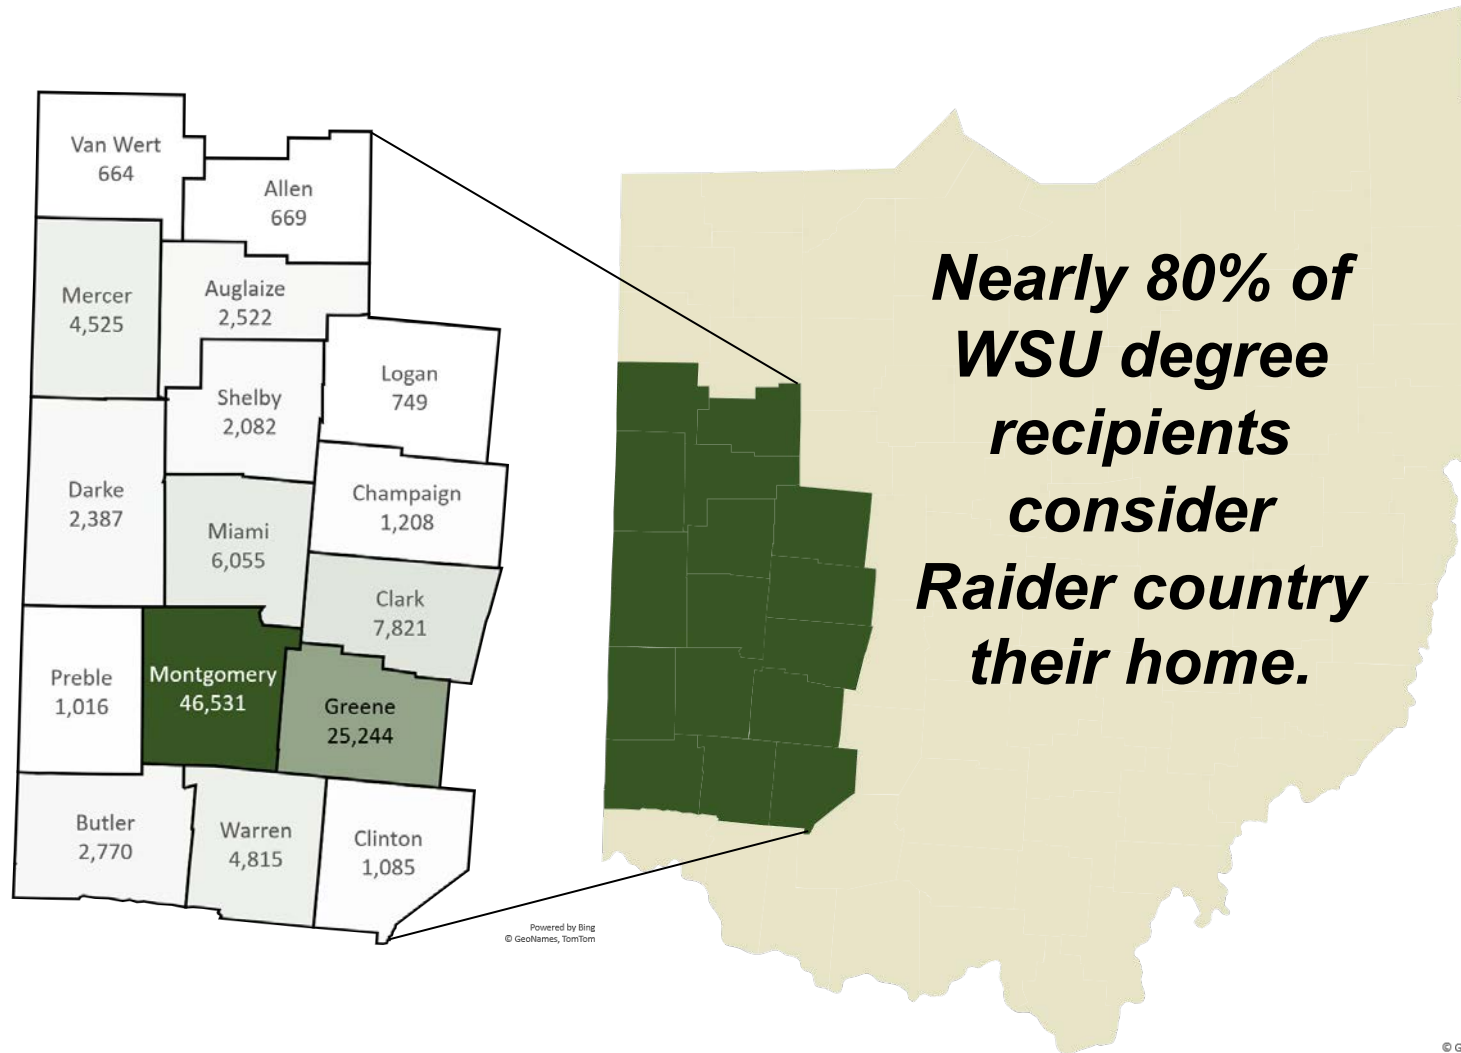 Van Wert
664
Allen
669
Mercer
4,525
Auglaize
2,522
Logan
749
Shelby
2,082
Darke
2,387
Champaign
1,208
Miami
6,055
Clark
7,821
Preble
1,016
Montgomery
46,531
Greene
25,244
Butler
2,770
Warren
4,815
Clinton
1,085
Powered by Bing
© GeoNames, TomTom
Nearly 80% of
WSU degree
recipients
consider
Raider country
their home.
© G